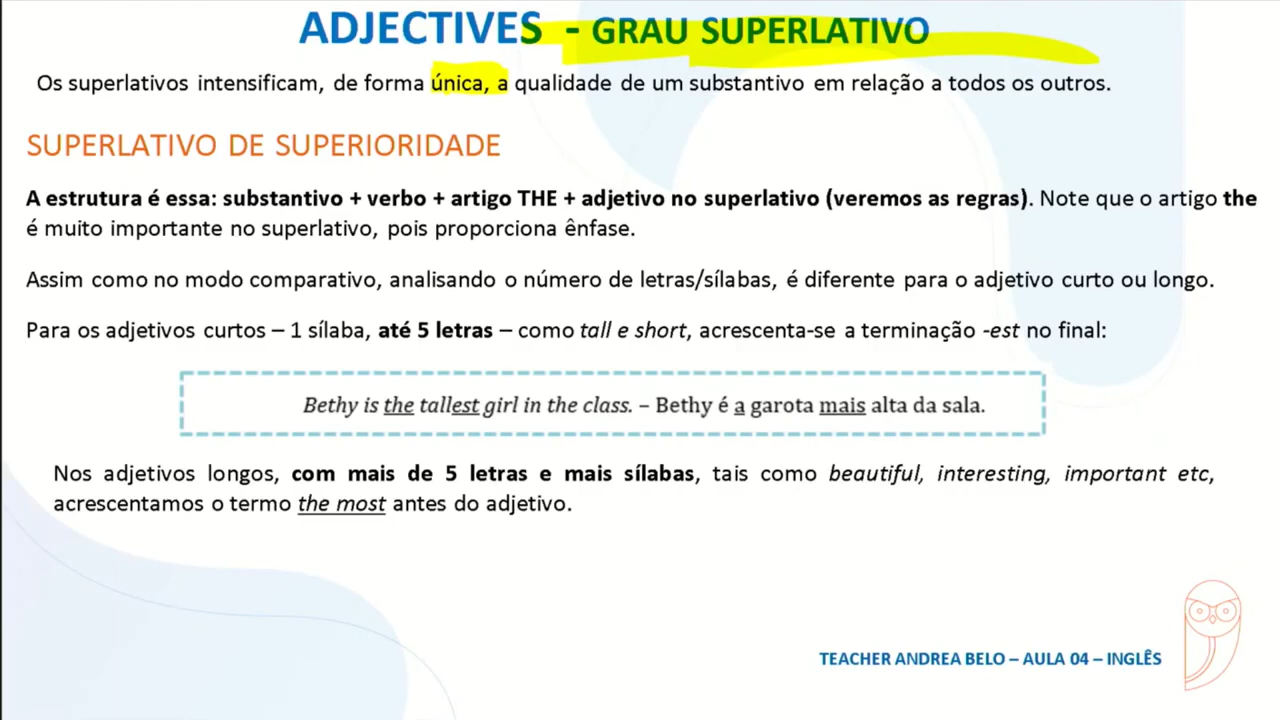 ADJECTIVES - GRAU SUPERLATIVO
Os superlativos intensificam, de forma única, a qualidade de um substantivo em relação a todos os outros.
SUPERLATIVO DE SUPERIORIDADE
A estrutura é essa: substantivo + verbo + artigo THE + adjetivo no superlativo (veremos as regras). Note que o artigo the
é muito importante no superlativo, pois proporciona ênfase.
Assim como no modo comparativo, analisando o número de letras/sílabas, é diferente para o adjetivo curto ou longo.
Para os adjetivos curtos – 1 sílaba, até 5 letras – como tall e short, acrescenta-se a terminação -est no final:
Bethy is the tallest girl in the class. – Bethy é a garota mais alta da sala.
Nos adjetivos longos, com mais de 5 letras e mais sílabas, tais como beautiful, interesting, important etc,
acrescentamos o termo the most antes do adjetivo.
TEACHER ANDREA BELO – AULA 04 – INGLÊS